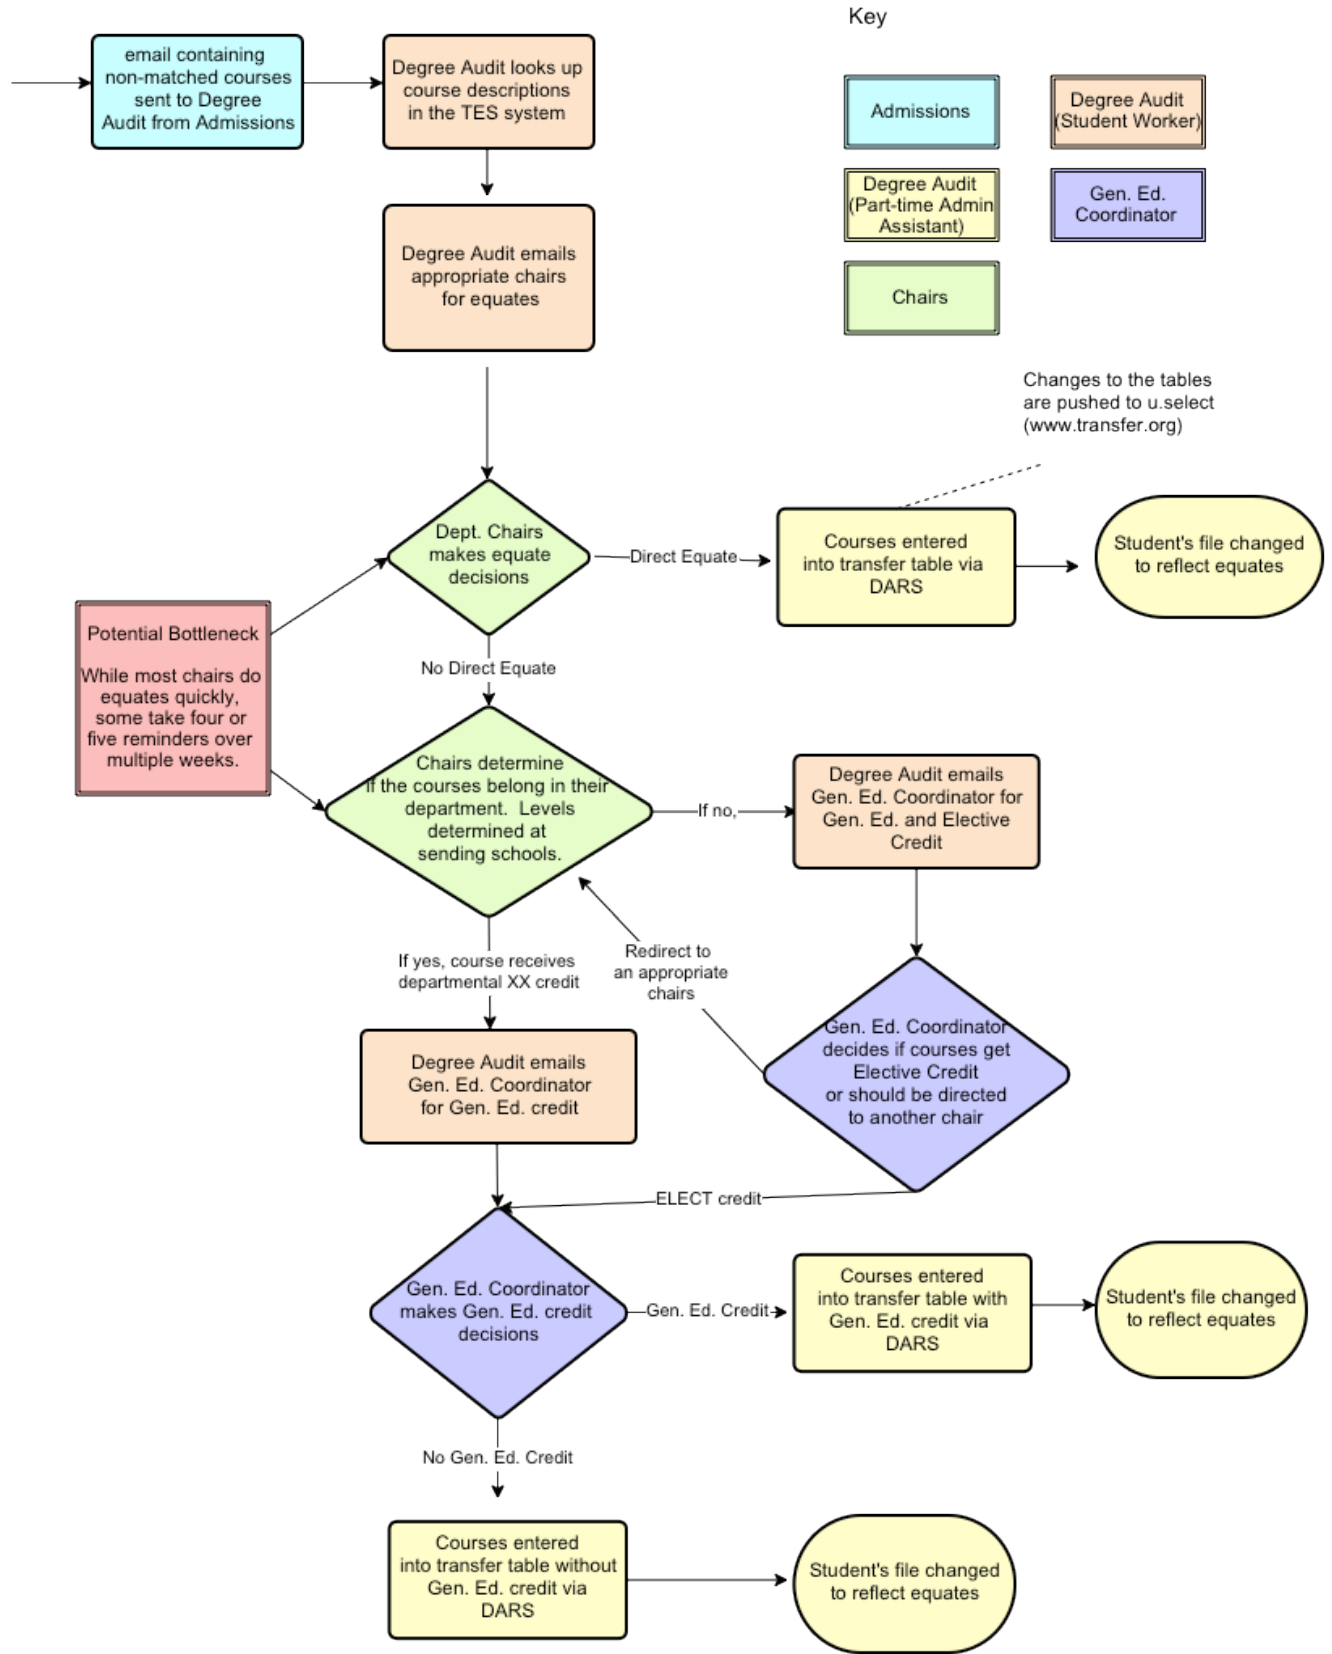 Key
email containing
non-matched courses
sent to Degree
Audit from Admissions
Degree Audit looks up
course descriptions
in the TES system
Admissions
Degree Audit
(Student Worker)
Degree Audit
(Part-time Admin
Assistant)
Gen. Ed.
Coordinator
Chairs
Degree Audit emails
appropriate chairs
for equates
Changes to the tables
are pushed to u.select
(www.transfer.org)
Dept. Chairs
makes equate
decisions
Direct Equate
Courses entered
into transfer table via
DARS
Student's file changed
to reflect equates
Potential Bottleneck
While most chairs do
equates quickly,
some take four or
five reminders over
multiple weeks.
No Direct Equate
Chairs determine
if the courses belong in their
department. Levels
determined at
sending schools.
If no,
Degree Audit emails
Gen. Ed. Coordinator for
Gen. Ed. and Elective
Credit
If yes, course receives
departmental XX credit
Redirect to
an appropriate
chairs
Gen. Ed. Coordinator
decides if courses get
Elective Credit
or should be directed
to another chair
Degree Audit emails
Gen. Ed. Coordinator
for Gen. Ed. credit
ELECT credit
Gen. Ed. Coordinator
makes Gen. Ed. credit
decisions
Gen. Ed. Credit
Courses entered
into transfer table with
Gen. Ed. credit via
DARS
Student's file changed
to reflect equates
No Gen. Ed. Credit
Courses entered
into transfer table without
Gen. Ed. credit via
DARS
Student's file changed
to reflect equates